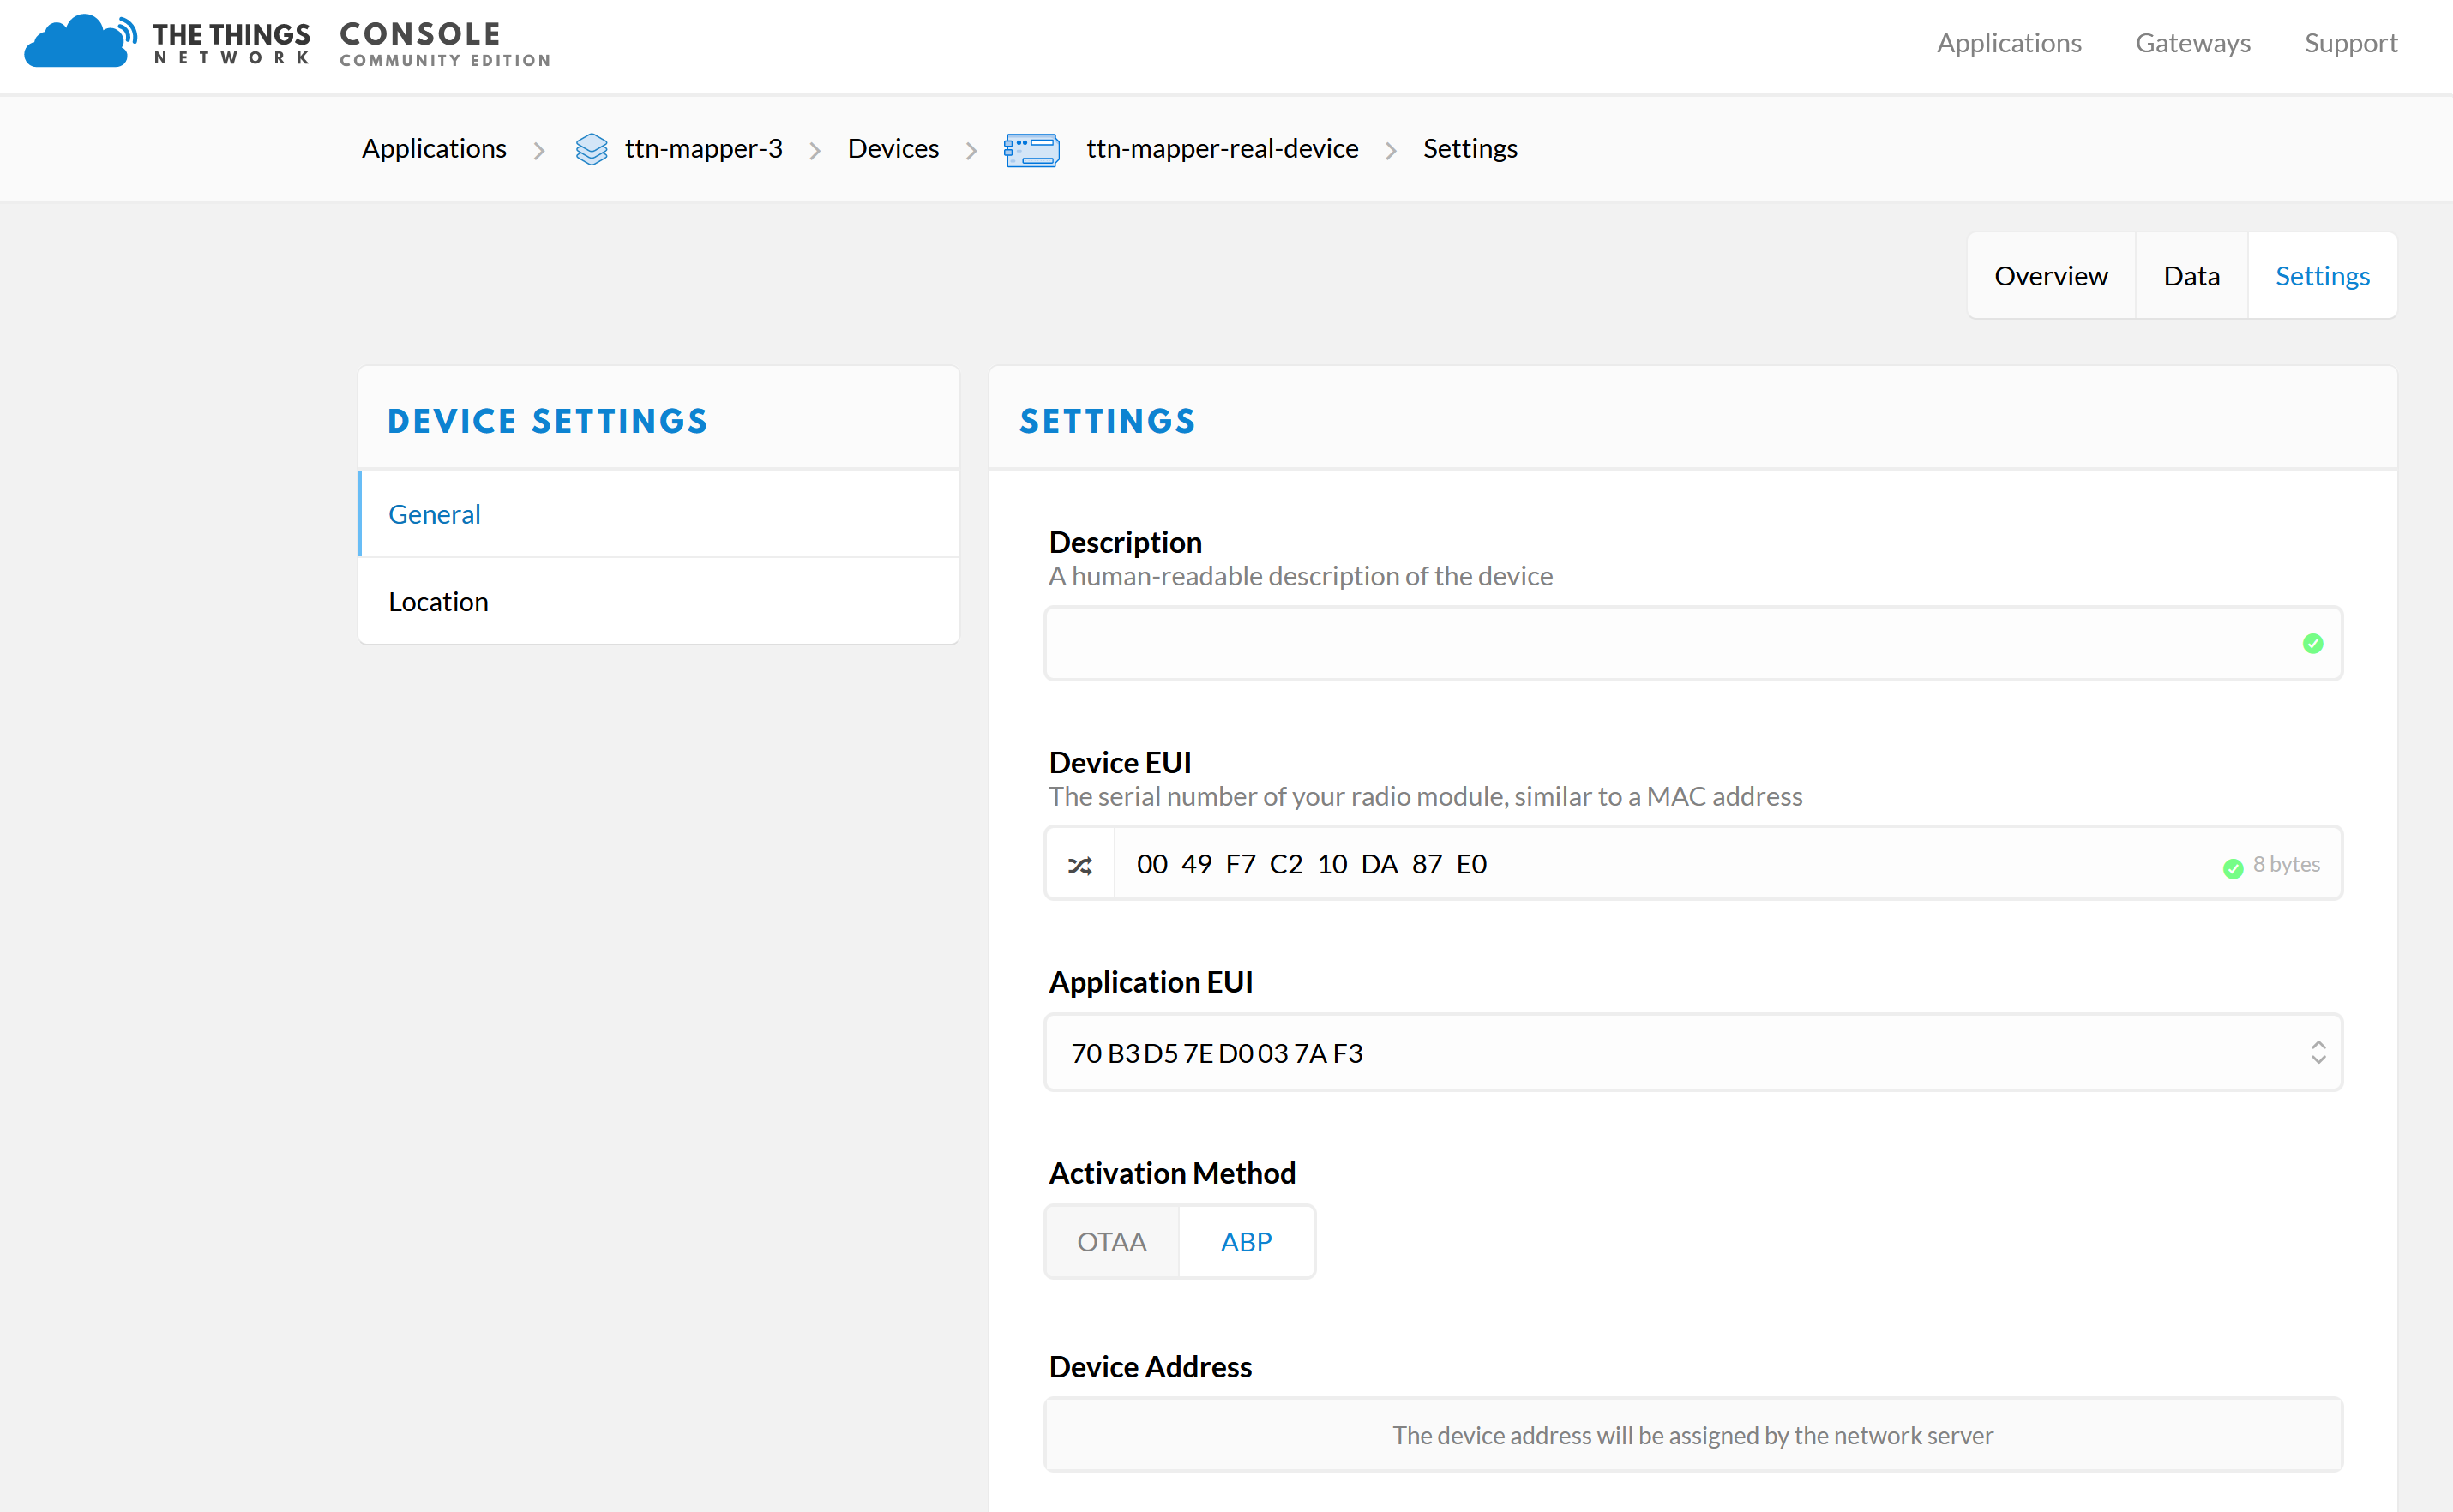 THE THINGS
NETWORK
CONSOLE
COMMUNITY EDITION
Applications Gateways Support
Applications ttn-mapper-3 Devices ttn-mapper-real-device Settings
Overview Data Settings
DEVICE SETTINGS
General
Location
SETTINGS
Description
A human-readable description of the device
Device EUI
The serial number of your radio module, similar to a MAC address
00 49 F7 C2 10 DA 87 E0 8 bytes
Application EUI
70 B3 D5 7E D0 03 7A F3
Activation Method
OTAA ABP
Device Address
The device address will be assigned by the network server